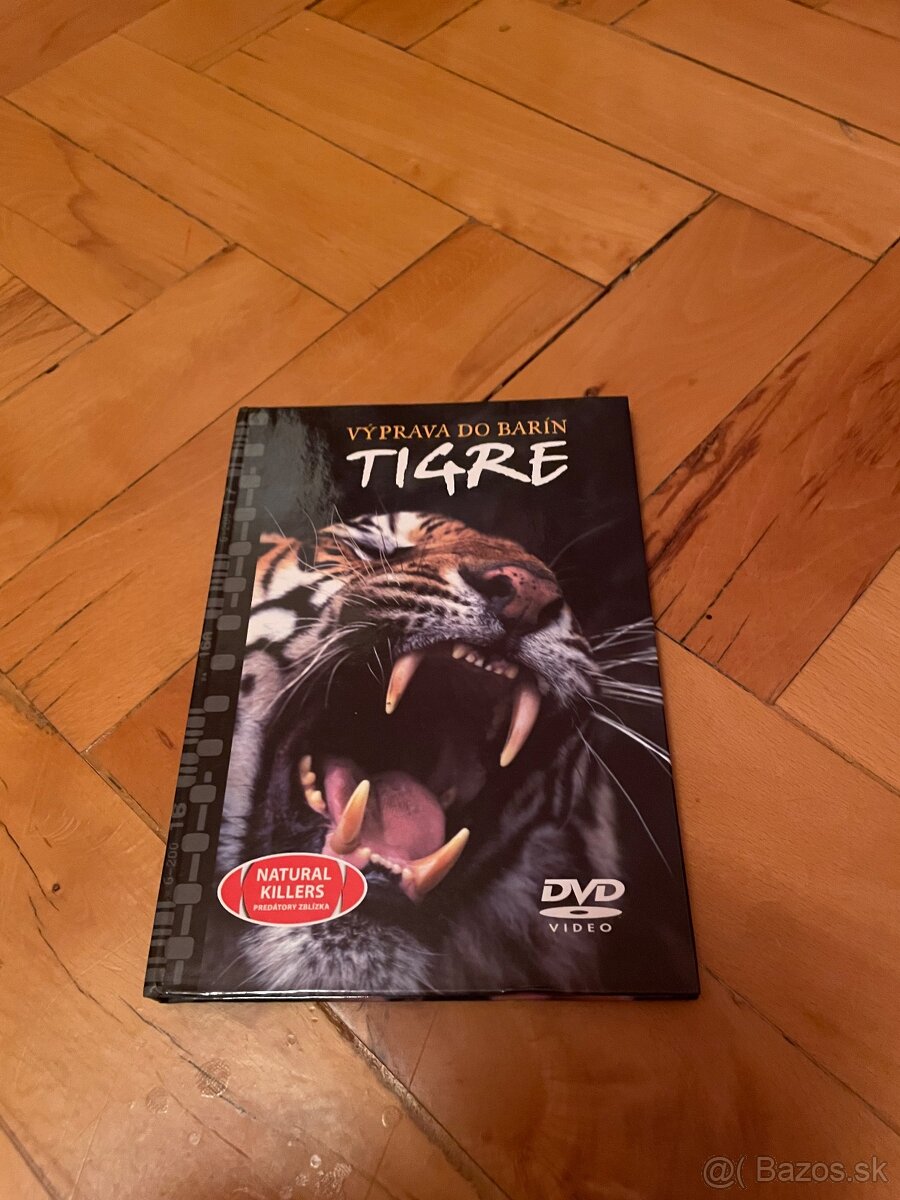 VÝPRAVA DO BARÍN
TIGRE
NATURAL
KILLERS
PREDÁTORY ZBLÍZKA
DVD
VIDEO
@( Bazos.sk